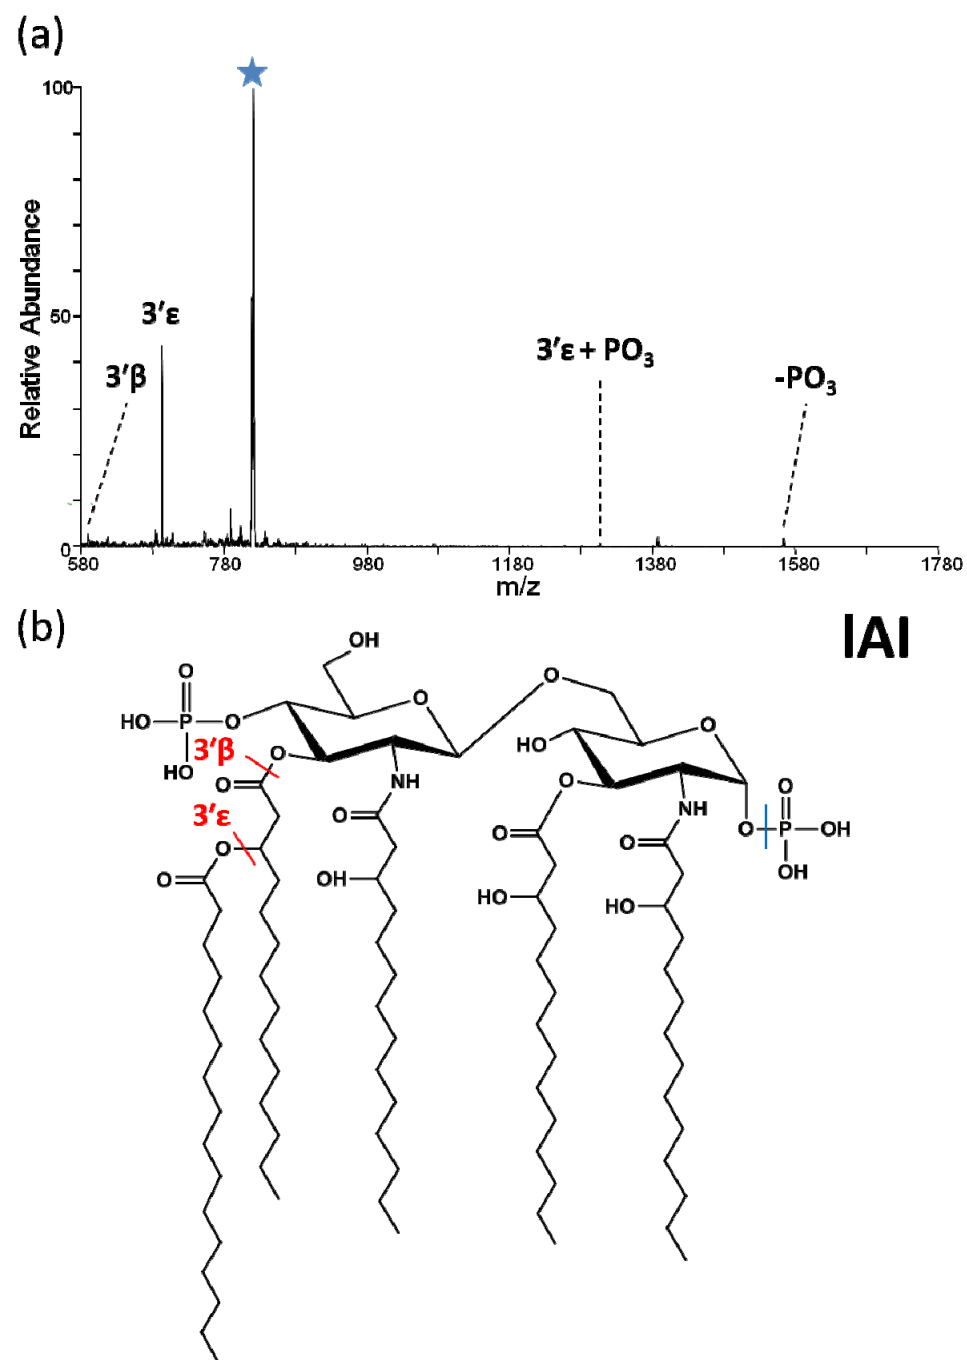 (a)
100
50
0
Relative Abundance
3'β
3'ε
3'ε + PO3
-PO3
580 780 980 1180 1380 1580 1780
m/z
(b)
lAl
OH
O
HO P O
HO
3'β
O
O
3'ε
O
O
O
NH
O
OH
O
HO
O
O
HO
O
NH
O
HO
O
O P OH
OH